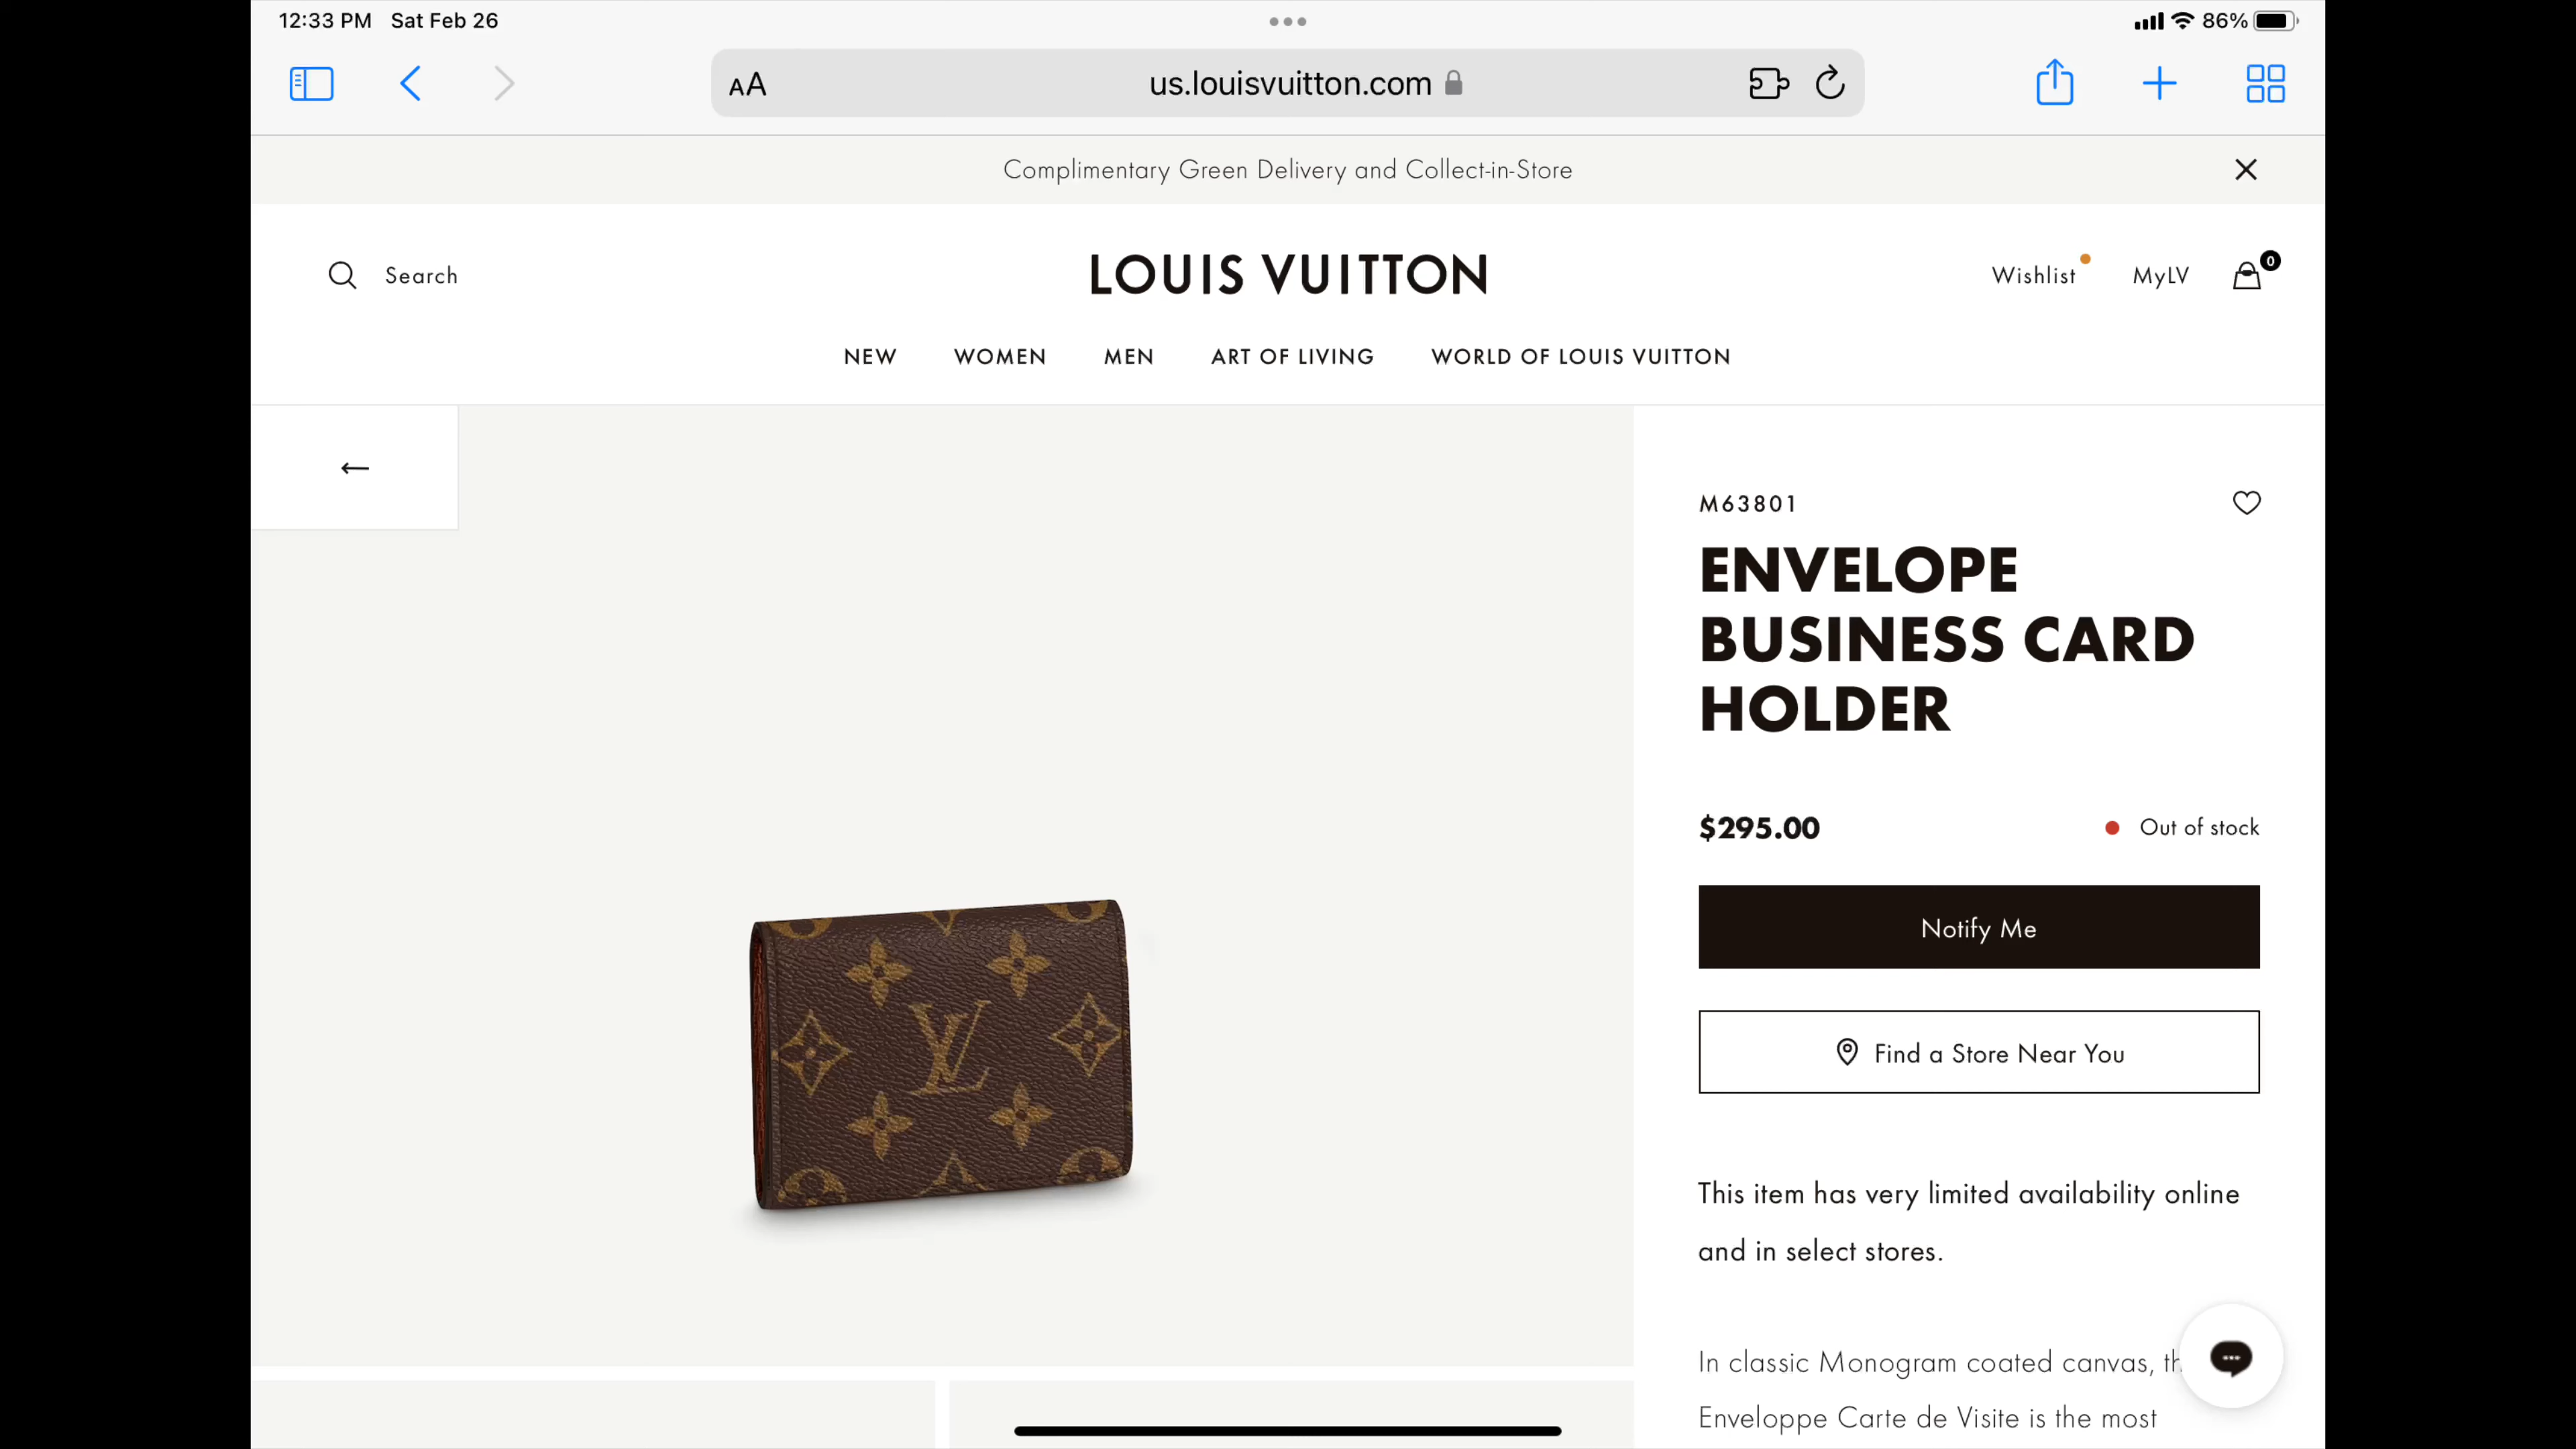 12:33 PM Sat Feb 26
86%
AA
us.louisvuitton.com
Complimentary Green Delivery and Collect-in-Store
Search
LOUIS VUITTON
Wishlist
MyLV
0
NEW
WOMEN
MEN
ART OF LIVING
WORLD OF LOUIS VUITTON
M63801
ENVELOPE
BUSINESS CARD
HOLDER
$295.00
Out of stock
Notify Me
Find a Store Near You
This item has very limited availability online
and in select stores.
In classic Monogram coated canvas,
Enveloppe Carte de Visite is the most
LV